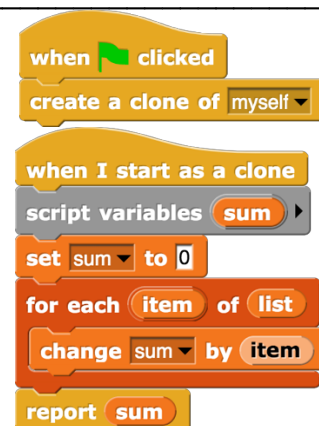 when clicked
create a clone of myself
when I start as a clone
script variables sum
set sum to 0
for each item of list
change sum by item
report sum